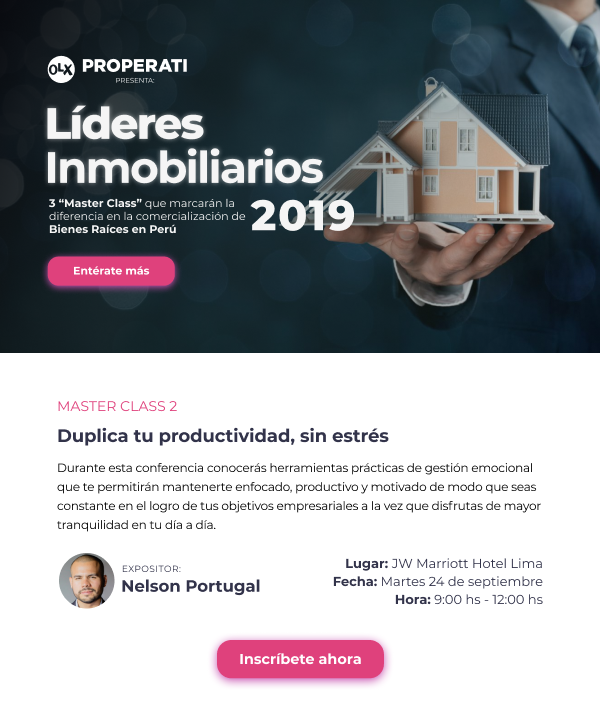 OLX PROPERATI
PRESENTA:
Líderes
Inmobiliarios
3 “Master Class” que marcarán la
diferencia en la comercialización de
Bienes Raíces en Perú
2019
Entérate más
MASTER CLASS 2
Duplica tu productividad, sin estrés
Durante esta conferencia conocerás herramientas prácticas de gestión emocional
que te permitirán mantenerte enfocado, productivo y motivado de modo que seas
constante en el logro de tus objetivos empresariales a la vez que disfrutas de mayor
tranquilidad en tu día a día.
EXPOSITOR:
Nelson Portugal
Lugar: JW Marriott Hotel Lima
Fecha: Martes 24 de septiembre
Hora: 9:00 hs - 12:00 hs
Inscríbete ahora